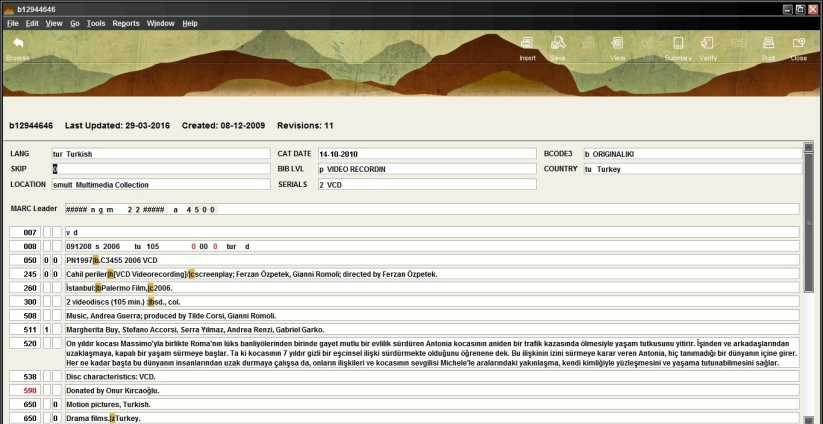 b12944646
File Edit View Go Tools Reports Window Help
Browse Insert Save View Edit Summary Verify Print Close
b12944646 Last Updated: 29-03-2016 Created: 08-12-2009 Revisions: 11
LANG tur Turkish CAT DATE 14-10-2010 BCODE3 b ORIGINALIKI
SKIP 0 BIB LVL p VIDEO RECORDIN COUNTRY tu Turkey
LOCATION smult Multimedia Collection SERIALS 2 VCD
MARC Leader ##### n g m 2 2 ##### a 4 5 0 0
007 v d
008 091208 s 2006 tu 105 0 00 0 tur d
050 0 0 PN1997|b.C3455 2006 VCD
245 0 0 Cahil periler|h[VCD Videorecording]/|cscreenplay; Ferzan Özpetek, Gianni Romoli; directed by Ferzan Özpetek.
260 İstanbul:|bPalermo Film,|c2006.
300 2 videodiscs (105 min.) :|bsd., col.
508 Music, Andrea Guerra; produced by Tilde Corsi, Gianni Romoli.
511 1 Margherita Buy, Stefano Accorsi, Serra Yılmaz, Andrea Renzi, Gabriel Garko.
520 On yıldır kocası Massimo'yla birlikte Roma'nın lüks banliyölerinden birinde gayet mutlu bir evlilik sürdüren Antonia kocasının aniden bir trafik kazasında ölmesiyle yaşam tutkusunu yitirir. İşinden ve arkadaşlarından
uzaklaşmaya, kapalı bir yaşam sürmeye başlar. Ta ki kocasının 7 yıldır gizli bir eşcinsel ilişki sürdürmekte olduğunu öğrenene dek. Bu ilişkinin izini sürmeye karar veren Antonia, hiç tanımadığı bir dünyanın içine girer.
Her ne kadar başta bu dünyanın insanlarından uzak durmaya çalışsa da, onların ilişkileri ve kocasının sevgilisi Michele'le aralarındaki yakınlaşma, kendi kimliğiyle yüzleşmesini ve yaşama tutunabilmesini sağlar.
538 Disc characteristics: VCD.
590 Donated by Onur Kırcaoğlu.
650 0 Motion pictures, Turkish.
650 0 Drama films.|zTurkey.